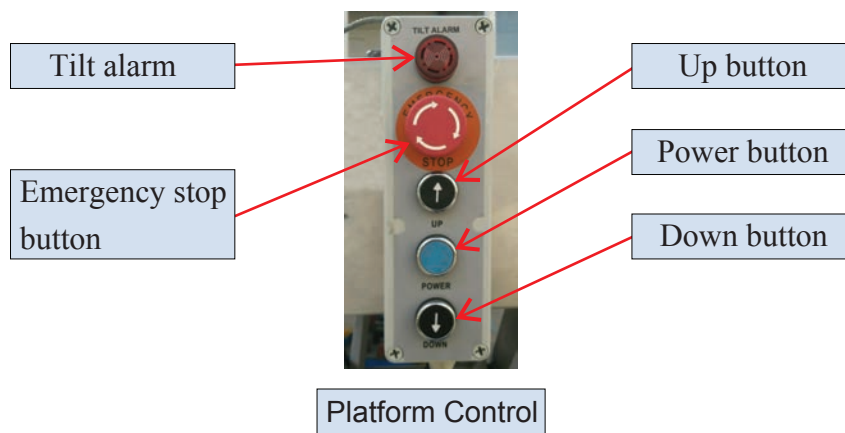 Tilt alarm
Emergency stop
button
TILT ALARM
EMERGENCY
STOP
UP
POWER
DOWN
Up button
Power button
Down button
Platform Control